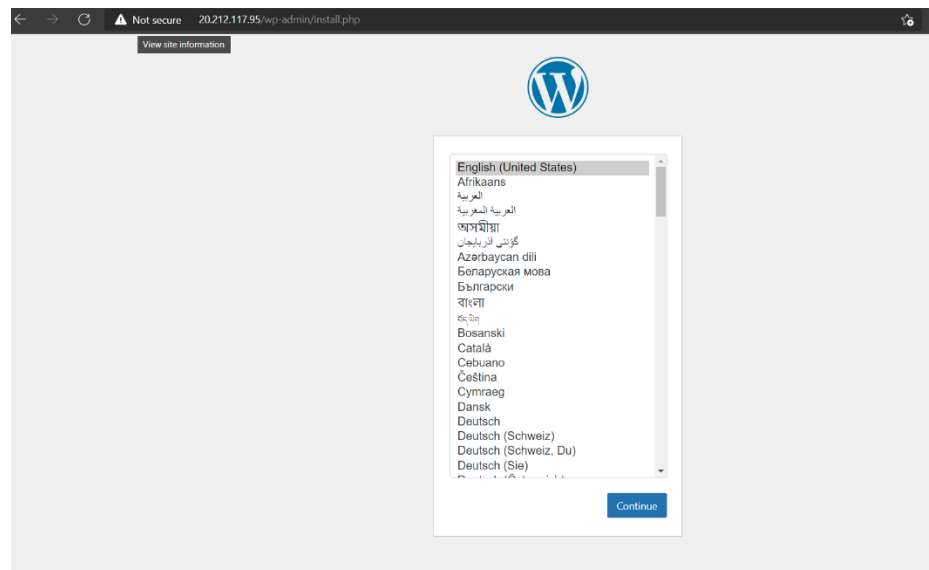 Not secure 20.212.117.95/wp-admin/install.php
View site information
English (United States)
Afrikaans
العربية
العربية المغربية
অসমীয়া
گؤنئی آذربایجان
Azərbaycan dili
Беларуская мова
Български
বাংলা
བོད་ཡིག
Bosanski
Català
Cebuano
Čeština
Cymraeg
Dansk
Deutsch
Deutsch (Schweiz)
Deutsch (Schweiz, Du)
Deutsch (Sie)
Continue